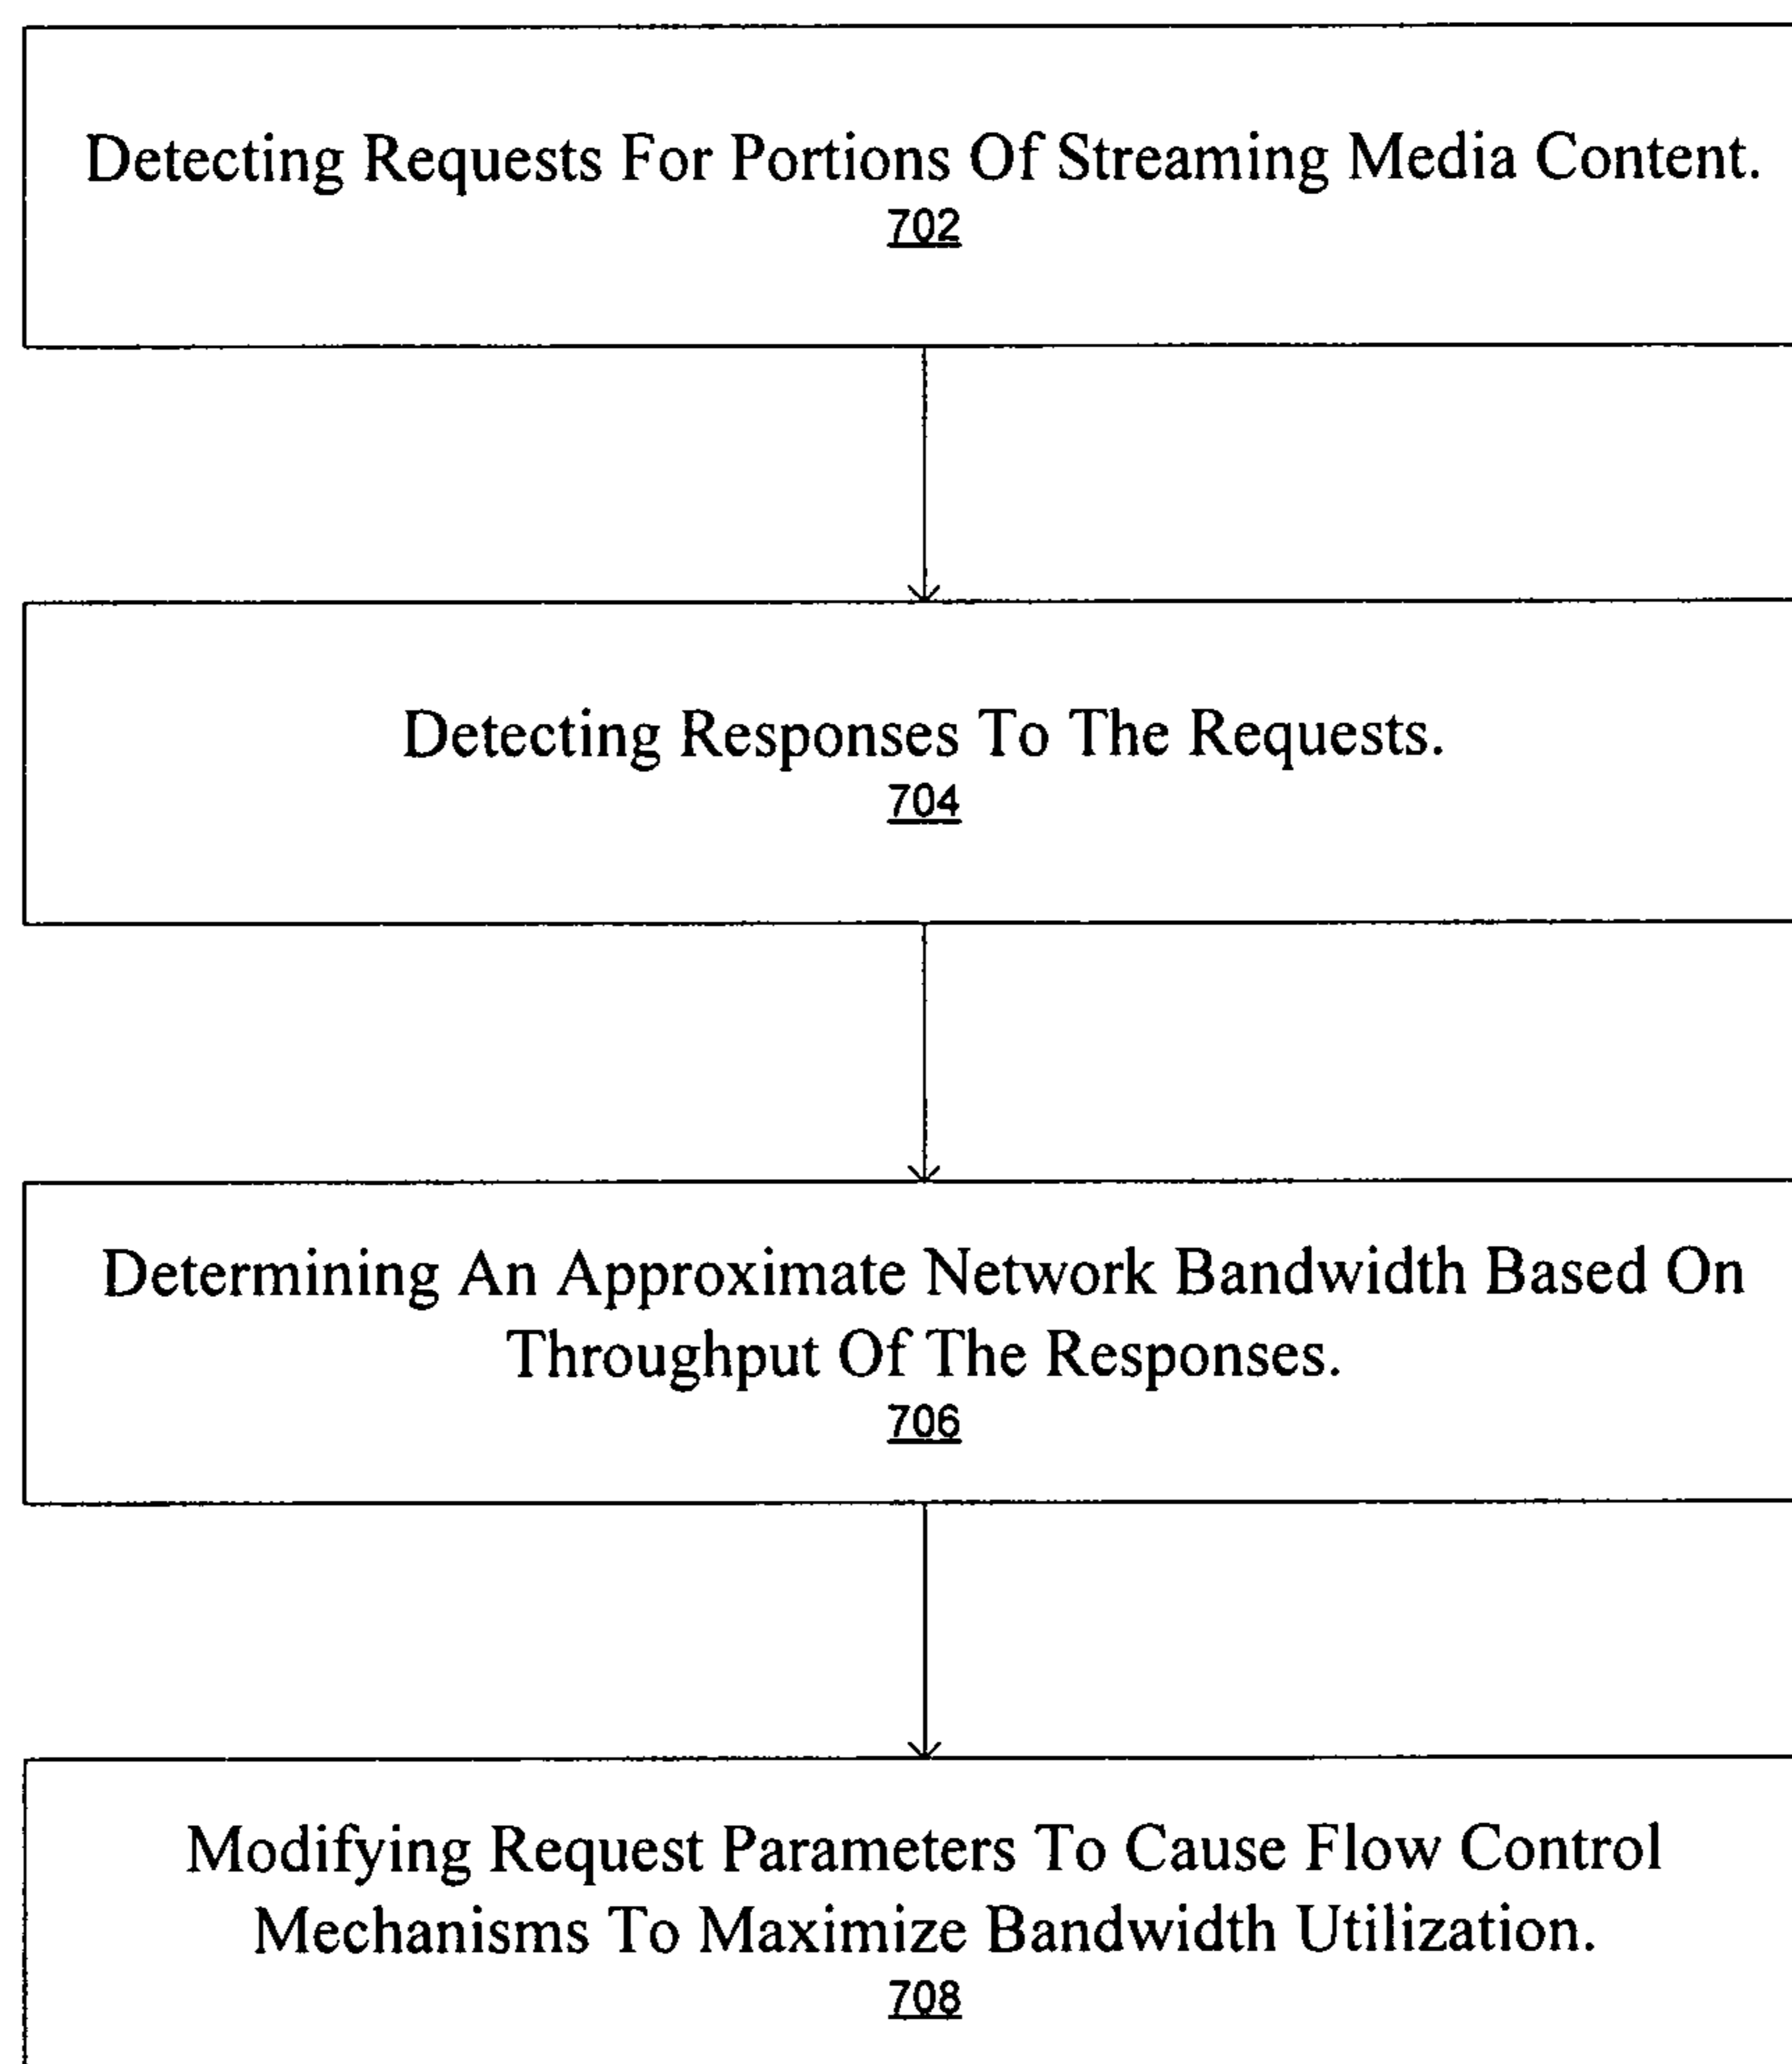 Detecting Requests For Portions Of Streaming Media Content.
702
Detecting Responses To The Requests.
704
Determining An Approximate Network Bandwidth Based On
Throughput Of The Responses.
706
Modifying Request Parameters To Cause Flow Control
Mechanisms To Maximize Bandwidth Utilization.
708